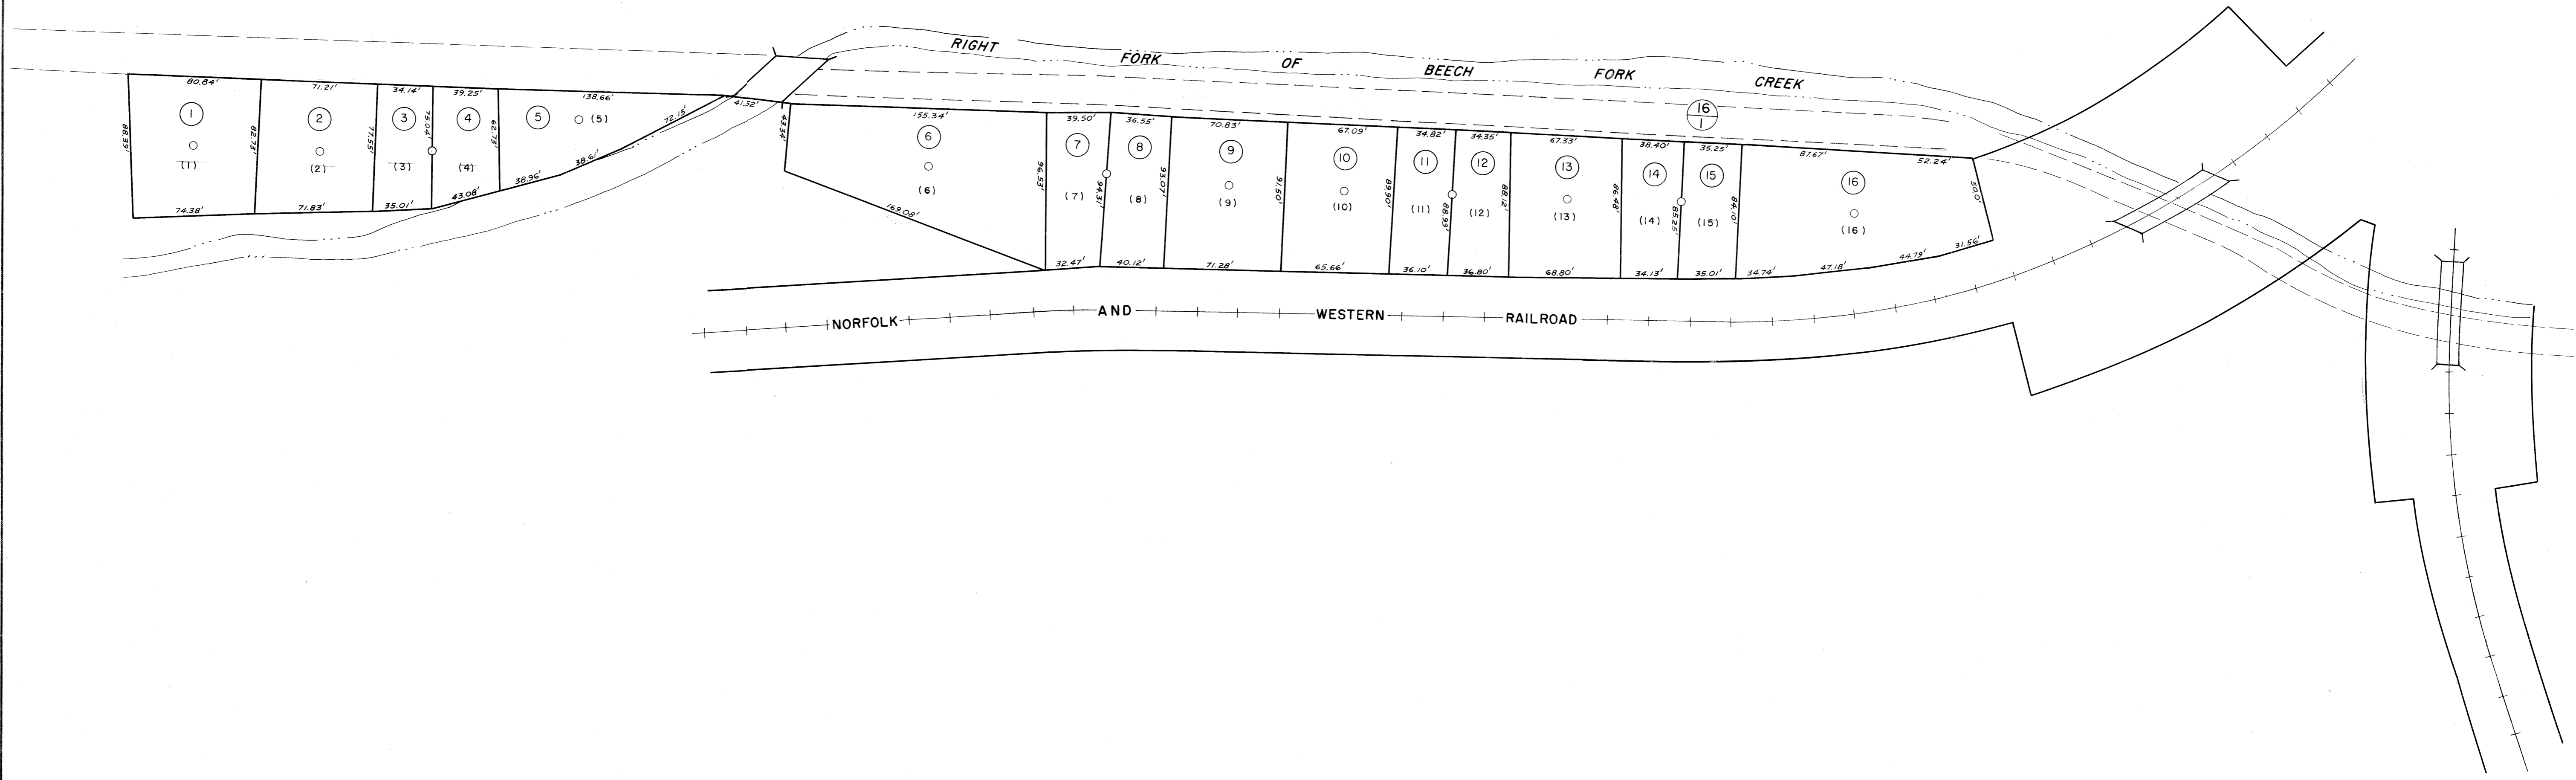 RIGHT FORK OF BEECH FORK CREEK
16
1
80.84' 71.21' 34.14' 39.25' 138.66' 41.52'
1 2 3 4 5 (5)
88.39' 82.73' 77.55' 75.04' 62.73' 72.15'
(1) (2) (3) (4)
74.38' 71.83' 35.01' 43.08' 38.96' 38.61'
155.34' 39.50' 36.55' 70.83' 67.09' 34.82' 34.35' 67.33' 38.40' 35.25' 87.67' 52.24'
6 7 8 9 10 11 12 13 14 15 16
43.34' 96.53' 94.31' 93.07' 91.50' 89.90' 88.99' 88.12' 86.48' 85.25' 84.10' 50.0'
(6) (7) (8) (9) (10) (11) (12) (13) (14) (15) (16)
169.08' 32.47' 40.12' 71.28' 65.66' 36.10' 36.80' 68.80' 34.13' 35.01' 34.74' 47.18' 44.79' 31.56'
NORFOLK AND WESTERN RAILROAD